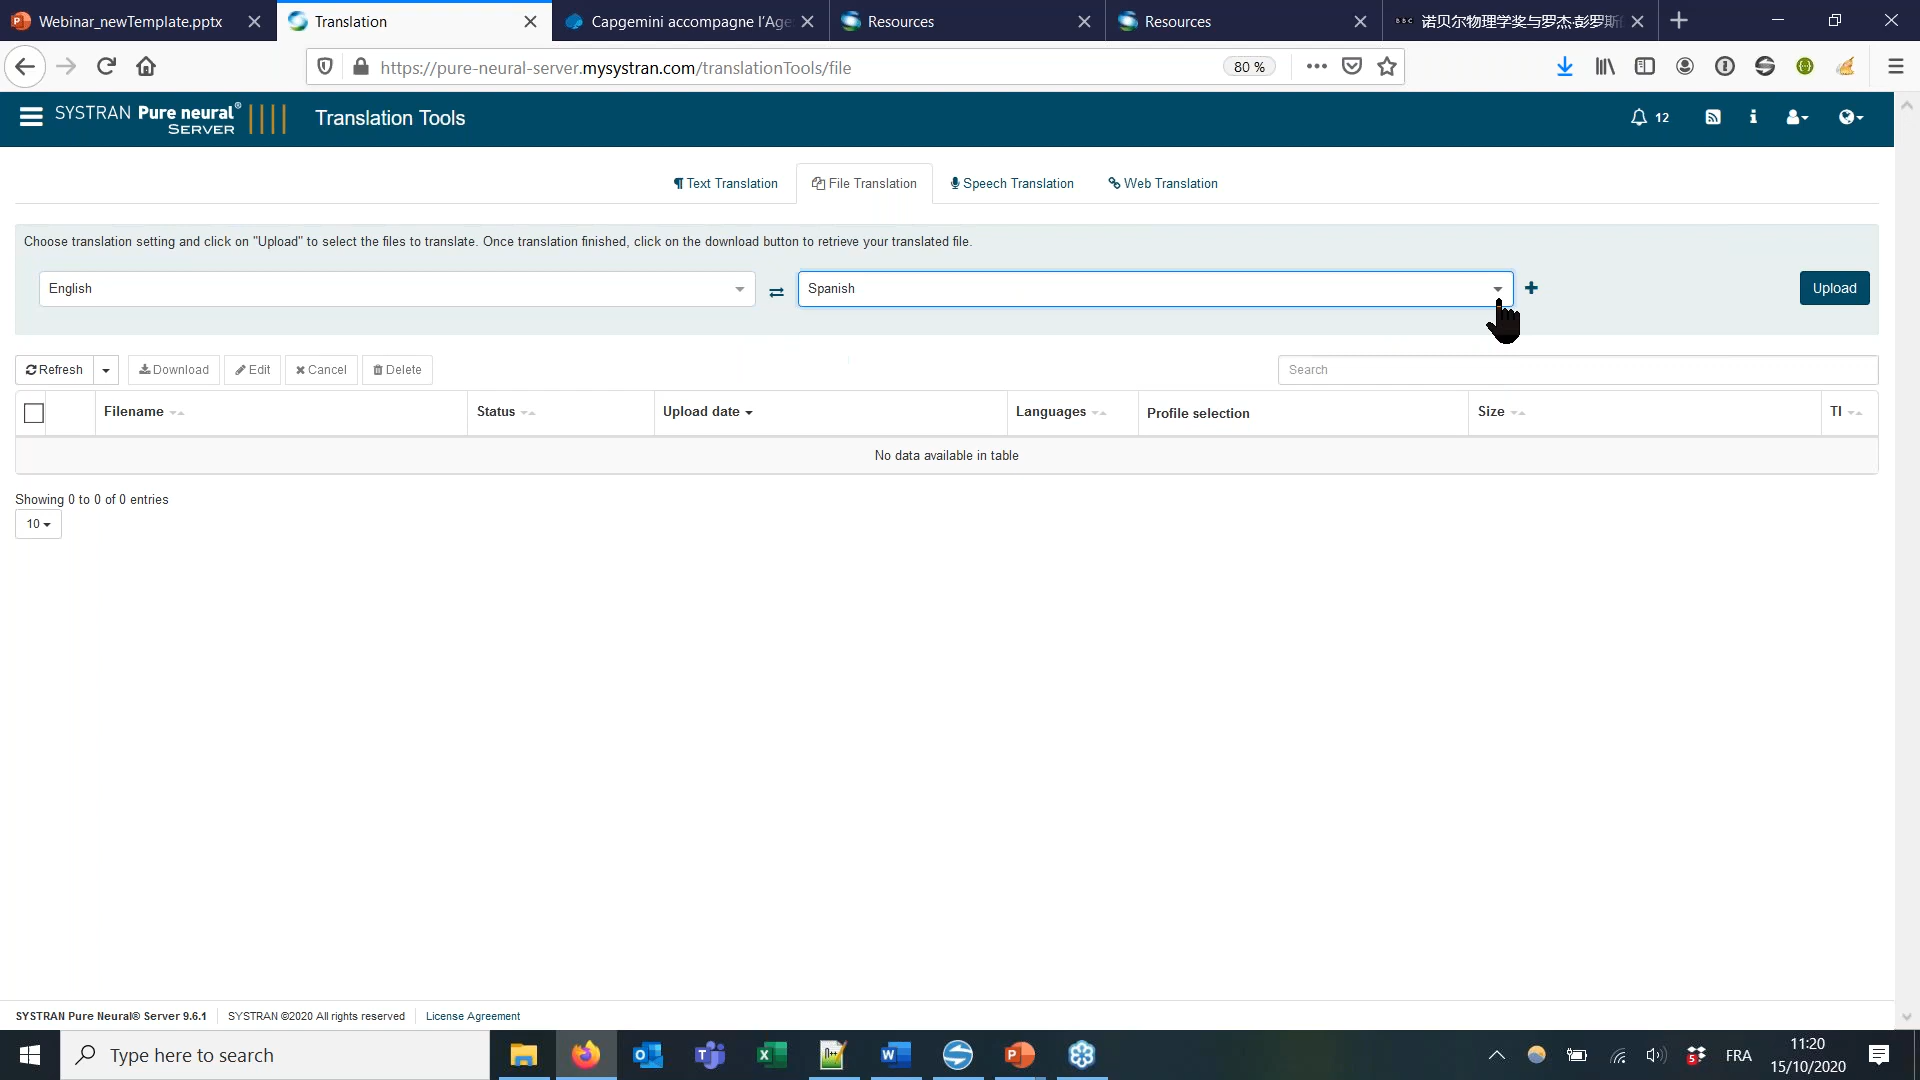 Webinar_newTemplate.pptx
Translation
Capgemini accompagne l'Age
Resources
Resources
BBC 诺贝尔物理学奖与罗杰·彭罗斯
https://pure-neural-server.mysystran.com/translationTools/file
80 %
SYSTRAN Pure neural® SERVER
Translation Tools
12
Text Translation
File Translation
Speech Translation
Web Translation
Choose translation setting and click on "Upload" to select the files to translate. Once translation finished, click on the download button to retrieve your translated file.
English
Spanish
Upload
Refresh
Download
Edit
Cancel
Delete
Search
Filename
Status
Upload date
Languages
Profile selection
Size
TI
No data available in table
Showing 0 to 0 of 0 entries
10
SYSTRAN Pure Neural® Server 9.6.1
SYSTRAN ©2020 All rights reserved
License Agreement
Type here to search
FRA
11:20
15/10/2020